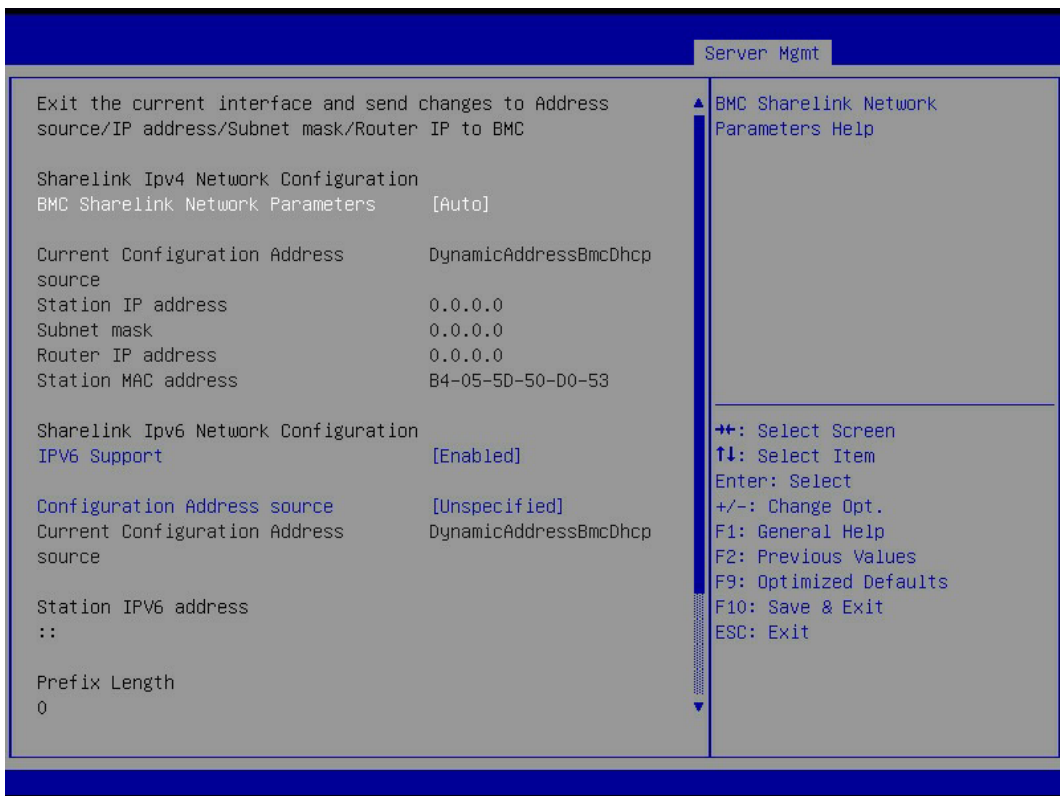 Server Mgmt
Exit the current interface and send changes to Address
source/IP address/Subnet mask/Router IP to BMC
Sharelink Ipv4 Network Configuration
BMC Sharelink Network Parameters [Auto]
Current Configuration Address DynamicAddressBmcDhcp
source
Station IP address 0.0.0.0
Subnet mask 0.0.0.0
Router IP address 0.0.0.0
Station MAC address B4-05-5D-50-D0-53
Sharelink Ipv6 Network Configuration
IPV6 Support [Enabled]
Configuration Address source [Unspecified]
Current Configuration Address DynamicAddressBmcDhcp
source
Station IPV6 address
::
Prefix Length
0
BMC Sharelink Network
Parameters Help
→←: Select Screen
↑↓: Select Item
Enter: Select
+/-: Change Opt.
F1: General Help
F2: Previous Values
F9: Optimized Defaults
F10: Save & Exit
ESC: Exit